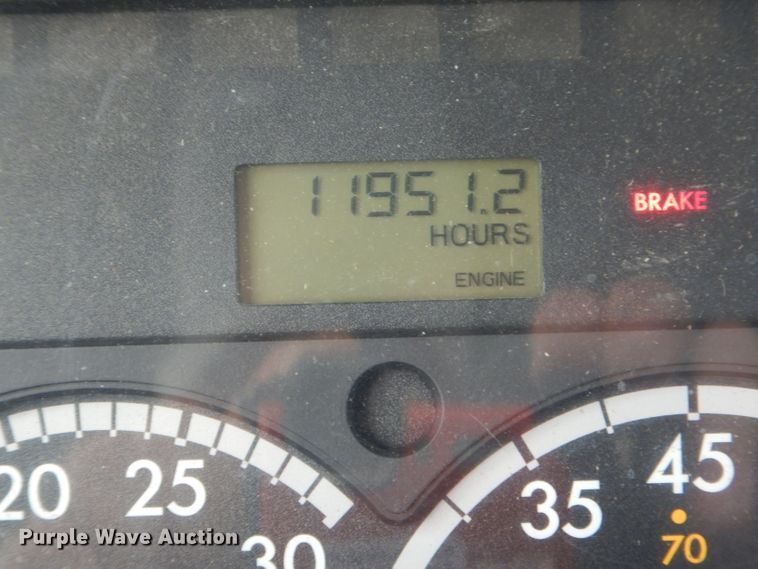 11951.2
HOURS
BRAKE
ENGINE
20 25 30
35 45
70
Purple Wave Auction